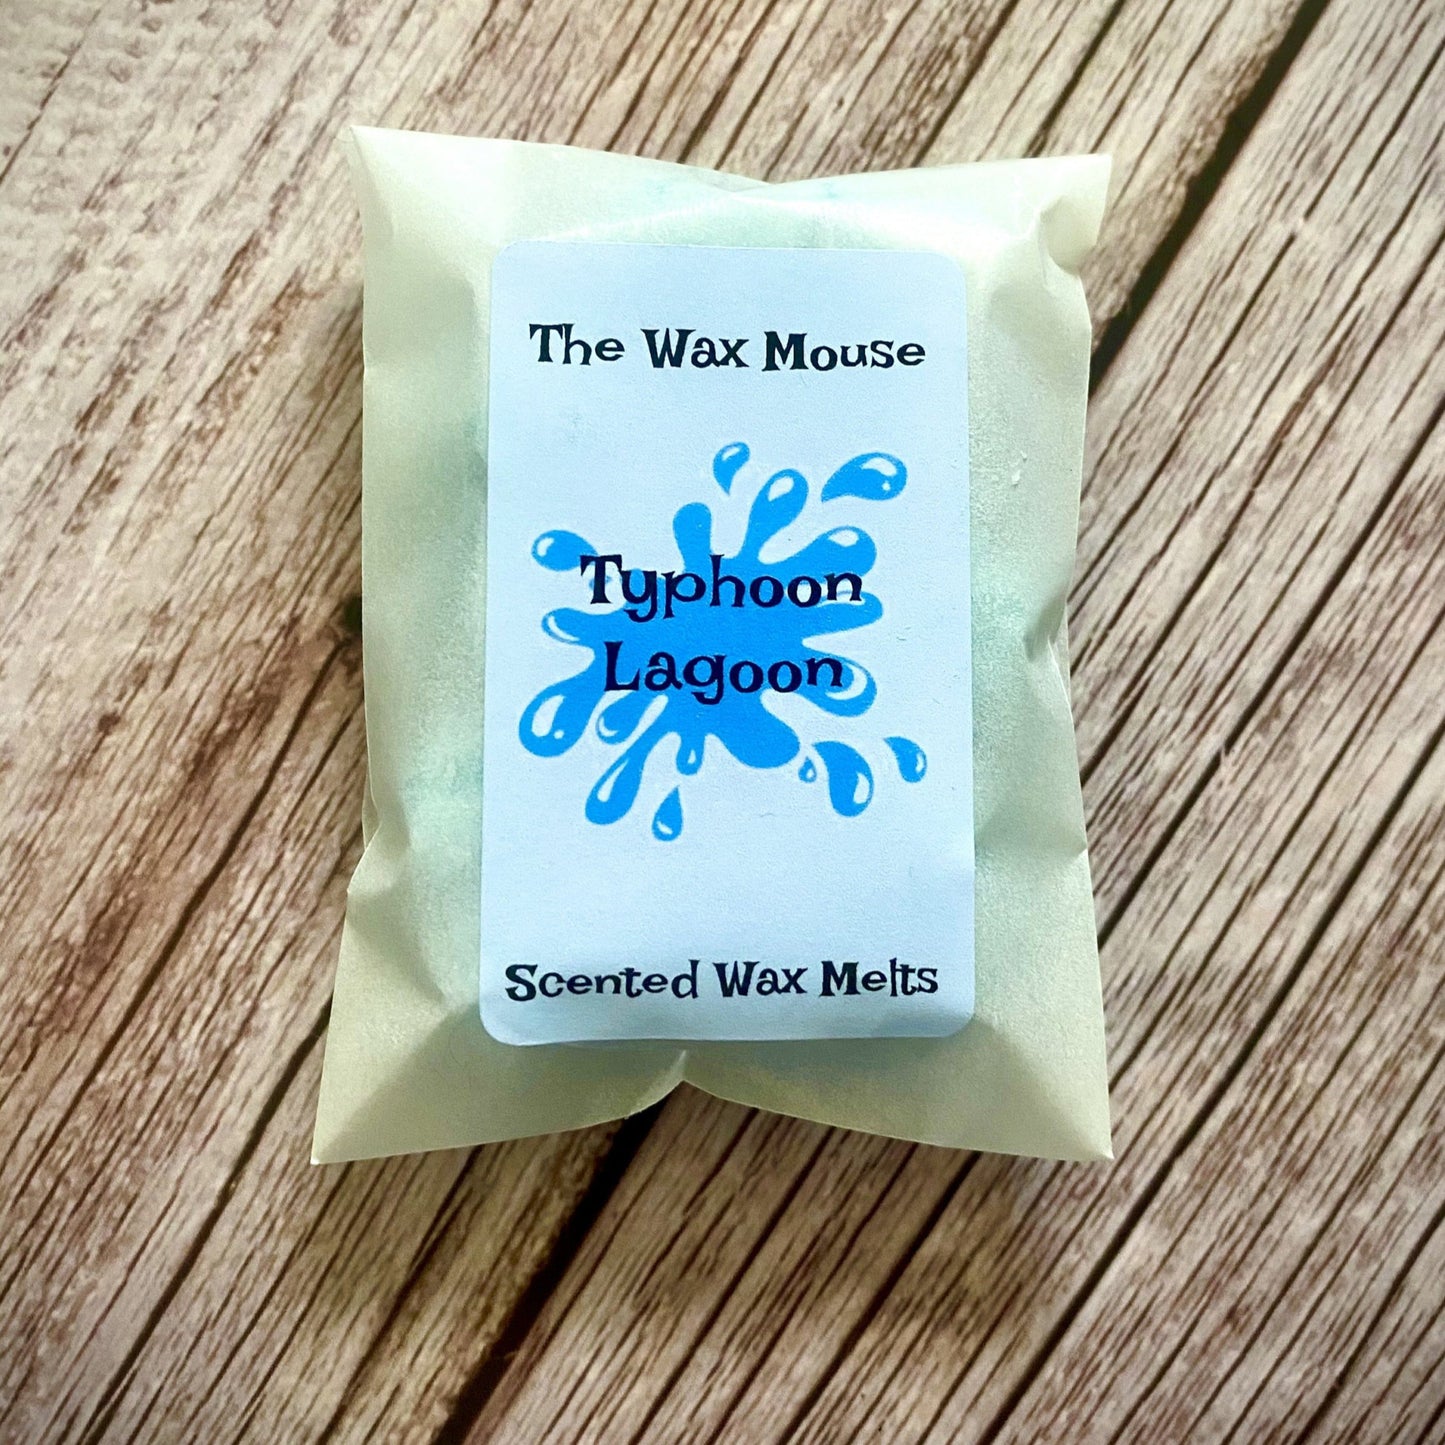 The Wax Mouse
Typhoon
Lagoon
Scented Wax Melts